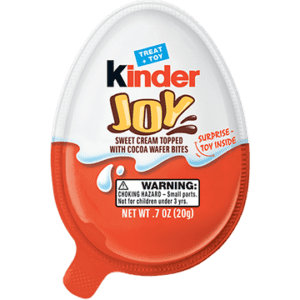 TREAT
+ TOY
Kinder
JOY
SWEET CREAM TOPPED
WITH COCOA WAFER BITES
SURPRISE
TOY INSIDE
WARNING:
CHOKING HAZARD – Small parts.
Not for children under 3 yrs.
NET WT .7 OZ (20g)